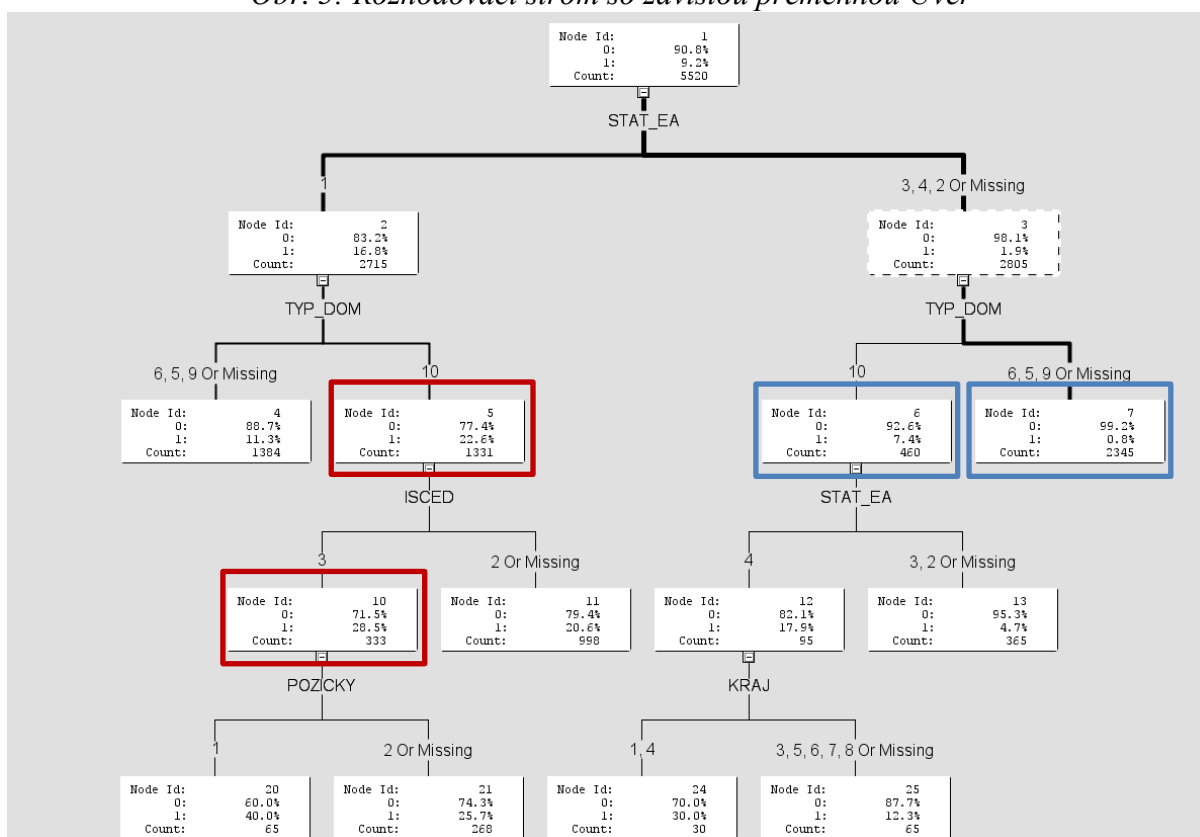 Obr. 3: Rozhodovací strom so závislou premennou Úver
Node Id: 1
0: 90.8%
1: 9.2%
Count: 5520
STAT_EA
1
3, 4, 2 Or Missing
Node Id: 2
0: 83.2%
1: 16.8%
Count: 2715
Node Id: 3
0: 98.1%
1: 1.9%
Count: 2805
TYP_DOM
TYP_DOM
6, 5, 9 Or Missing
10
10
6, 5, 9 Or Missing
Node Id: 4
0: 88.7%
1: 11.3%
Count: 1384
Node Id: 5
0: 77.4%
1: 22.6%
Count: 1331
Node Id: 6
0: 92.6%
1: 7.4%
Count: 460
Node Id: 7
0: 99.2%
1: 0.8%
Count: 2345
ISCED
STAT_EA
3
2 Or Missing
4
3, 2 Or Missing
Node Id: 10
0: 71.5%
1: 28.5%
Count: 333
Node Id: 11
0: 79.4%
1: 20.6%
Count: 998
Node Id: 12
0: 82.1%
1: 17.9%
Count: 95
Node Id: 13
0: 95.3%
1: 4.7%
Count: 365
POZICKY
KRAJ
1
2 Or Missing
1, 4
3, 5, 6, 7, 8 Or Missing
Node Id: 20
0: 60.0%
1: 40.0%
Count: 65
Node Id: 21
0: 74.3%
1: 25.7%
Count: 268
Node Id: 24
0: 70.0%
1: 30.0%
Count: 30
Node Id: 25
0: 87.7%
1: 12.3%
Count: 65